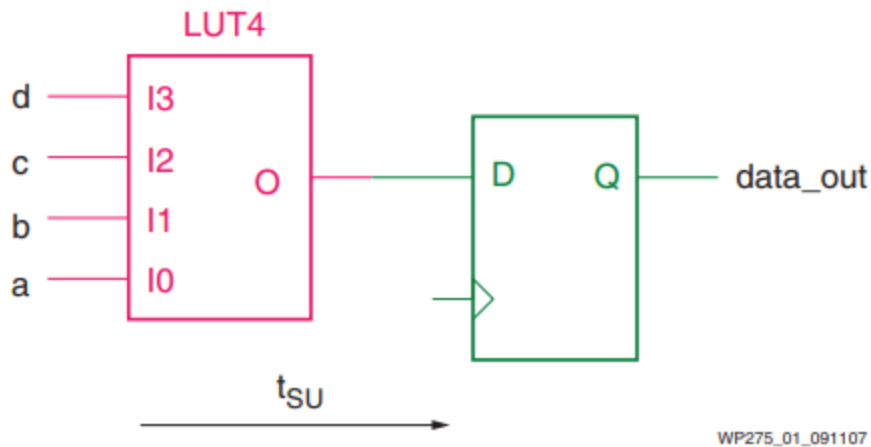 LUT4
d I3
c I2
O D Q data_out
b I1
a I0
tSU
WP275_01_091107